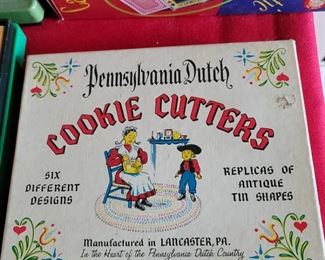 Pennsylvania Dutch
COOKIE CUTTERS
SIX
DIFFERENT
DESIGNS
REPLICAS OF
ANTIQUE
TIN SHAPES
Manufactured in LANCASTER, PA.
In the Heart of the Pennsylvania Dutch Country